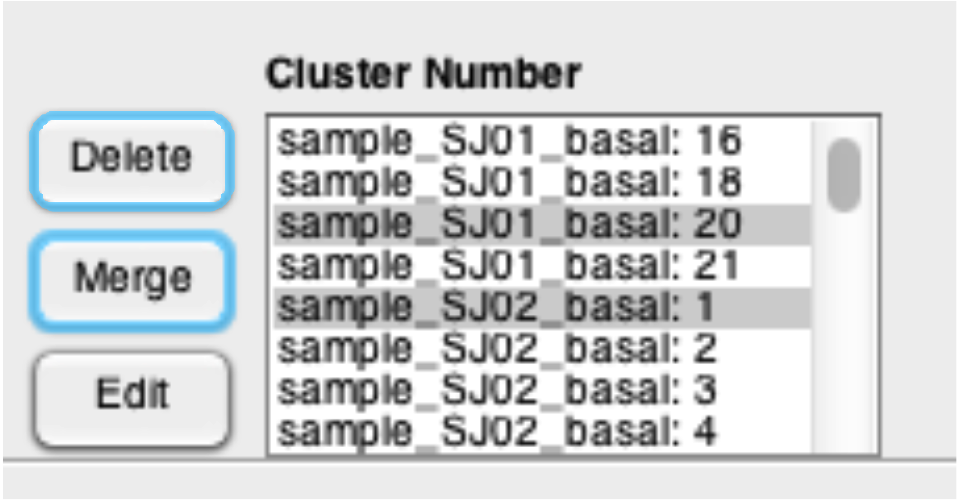 Cluster Number
Delete
Merge
Edit
sample_SJ01_basal: 16
sample_SJ01_basal: 18
sample_SJ01_basal: 20
sample_SJ01_basal: 21
sample_SJ02_basal: 1
sample_SJ02_basal: 2
sample_SJ02_basal: 3
sample_SJ02_basal: 4